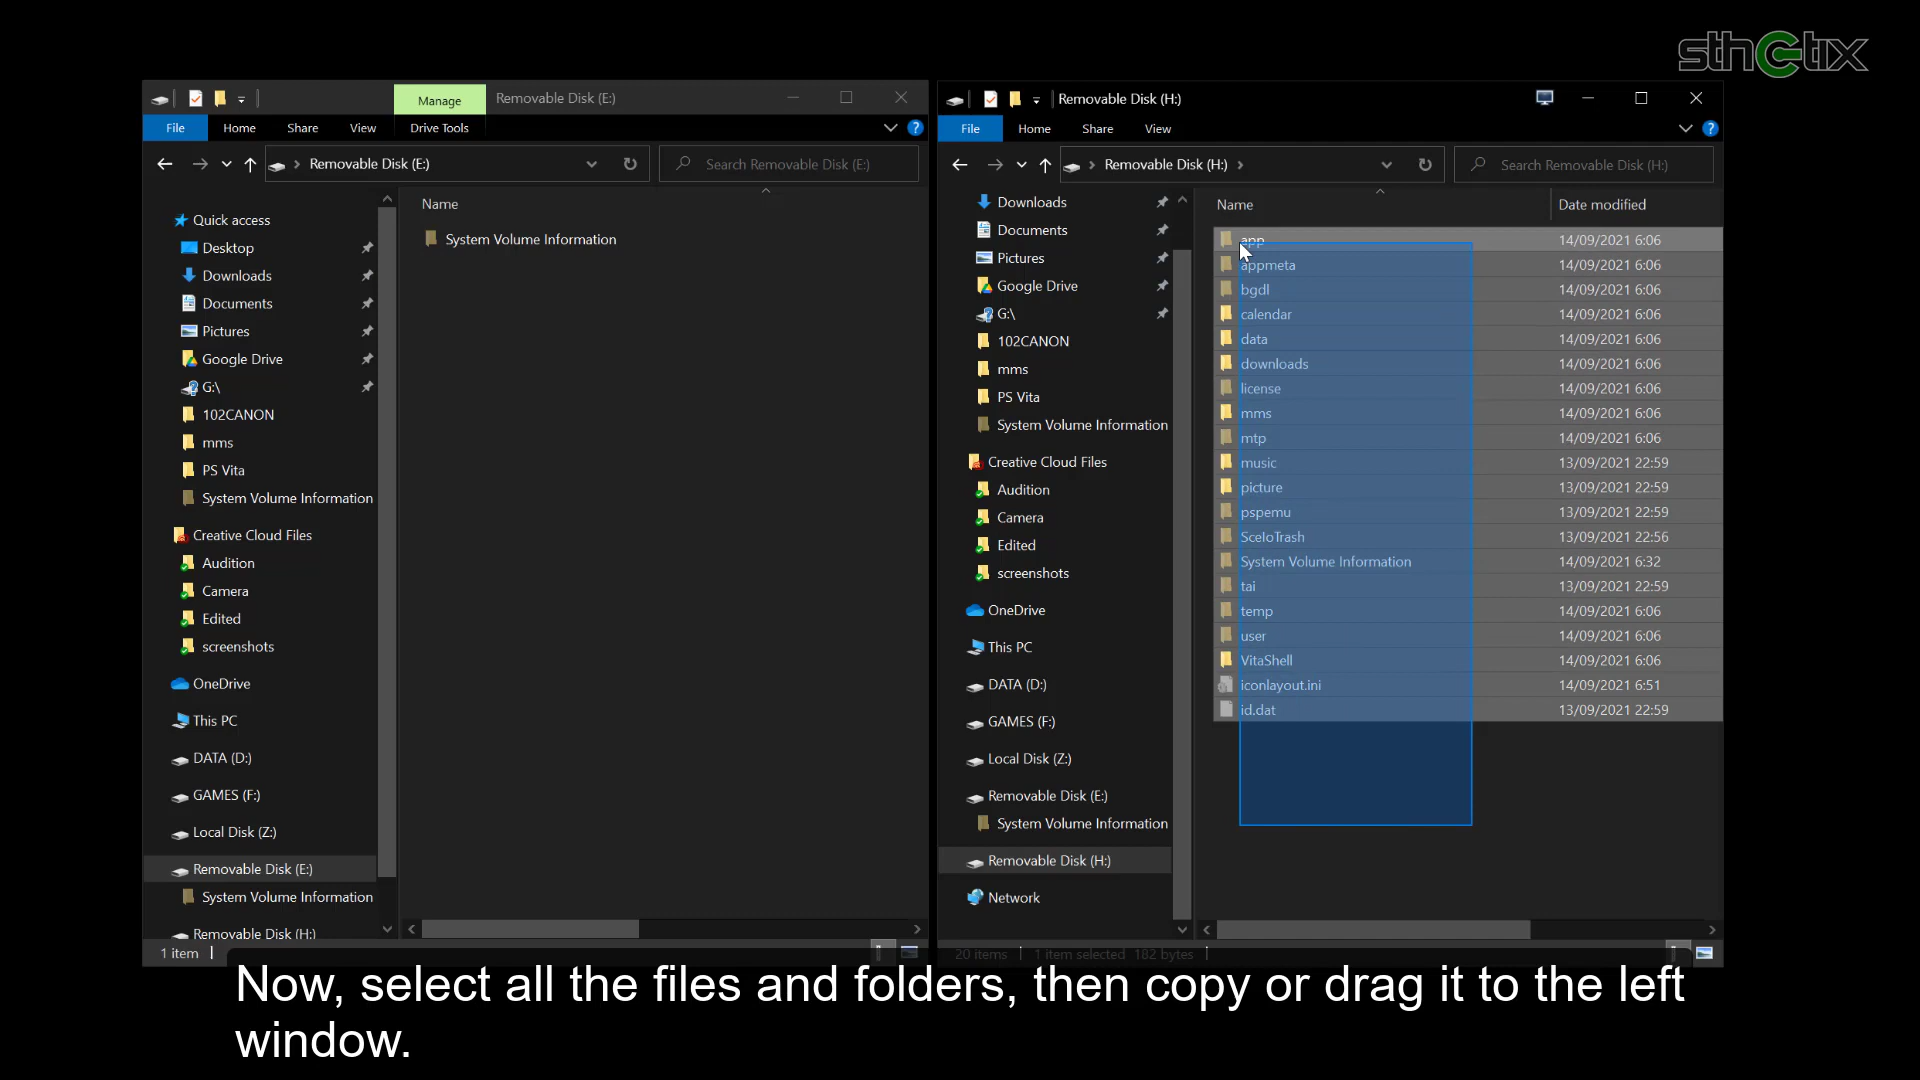 sthetix
Manage
Removable Disk (E:)
File
Home
Share
View
Drive Tools
Removable Disk (E:)
Search Removable Disk (E:)
Quick access
Desktop
Downloads
Documents
Pictures
Google Drive
G:\
102CANON
mms
PS Vita
System Volume Information
Creative Cloud Files
Audition
Camera
Edited
screenshots
OneDrive
This PC
DATA (D:)
GAMES (F:)
Local Disk (Z:)
Removable Disk (E:)
System Volume Information
Removable Disk (H:)
Name
System Volume Information
1 item
Removable Disk (H:)
File
Home
Share
View
Removable Disk (H:)
Search Removable Disk (H:)
Downloads
Documents
Pictures
Google Drive
G:\
102CANON
mms
PS Vita
System Volume Information
Creative Cloud Files
Audition
Camera
Edited
screenshots
OneDrive
This PC
DATA (D:)
GAMES (F:)
Local Disk (Z:)
Removable Disk (E:)
System Volume Information
Removable Disk (H:)
Network
Name Date modified
app 14/09/2021 6:06
appmeta 14/09/2021 6:06
bgdl 14/09/2021 6:06
calendar 14/09/2021 6:06
data 14/09/2021 6:06
downloads 14/09/2021 6:06
license 14/09/2021 6:06
mms 14/09/2021 6:06
mtp 14/09/2021 6:06
music 13/09/2021 22:59
picture 13/09/2021 22:59
pspemu 13/09/2021 22:59
SceIoTrash 13/09/2021 22:56
System Volume Information 14/09/2021 6:32
tai 13/09/2021 22:59
temp 14/09/2021 6:06
user 14/09/2021 6:06
VitaShell 14/09/2021 6:06
iconlayout.ini 14/09/2021 6:51
id.dat 13/09/2021 22:59
20 items 1 item selected 182 bytes
Now, select all the files and folders, then copy or drag it to the left
window.